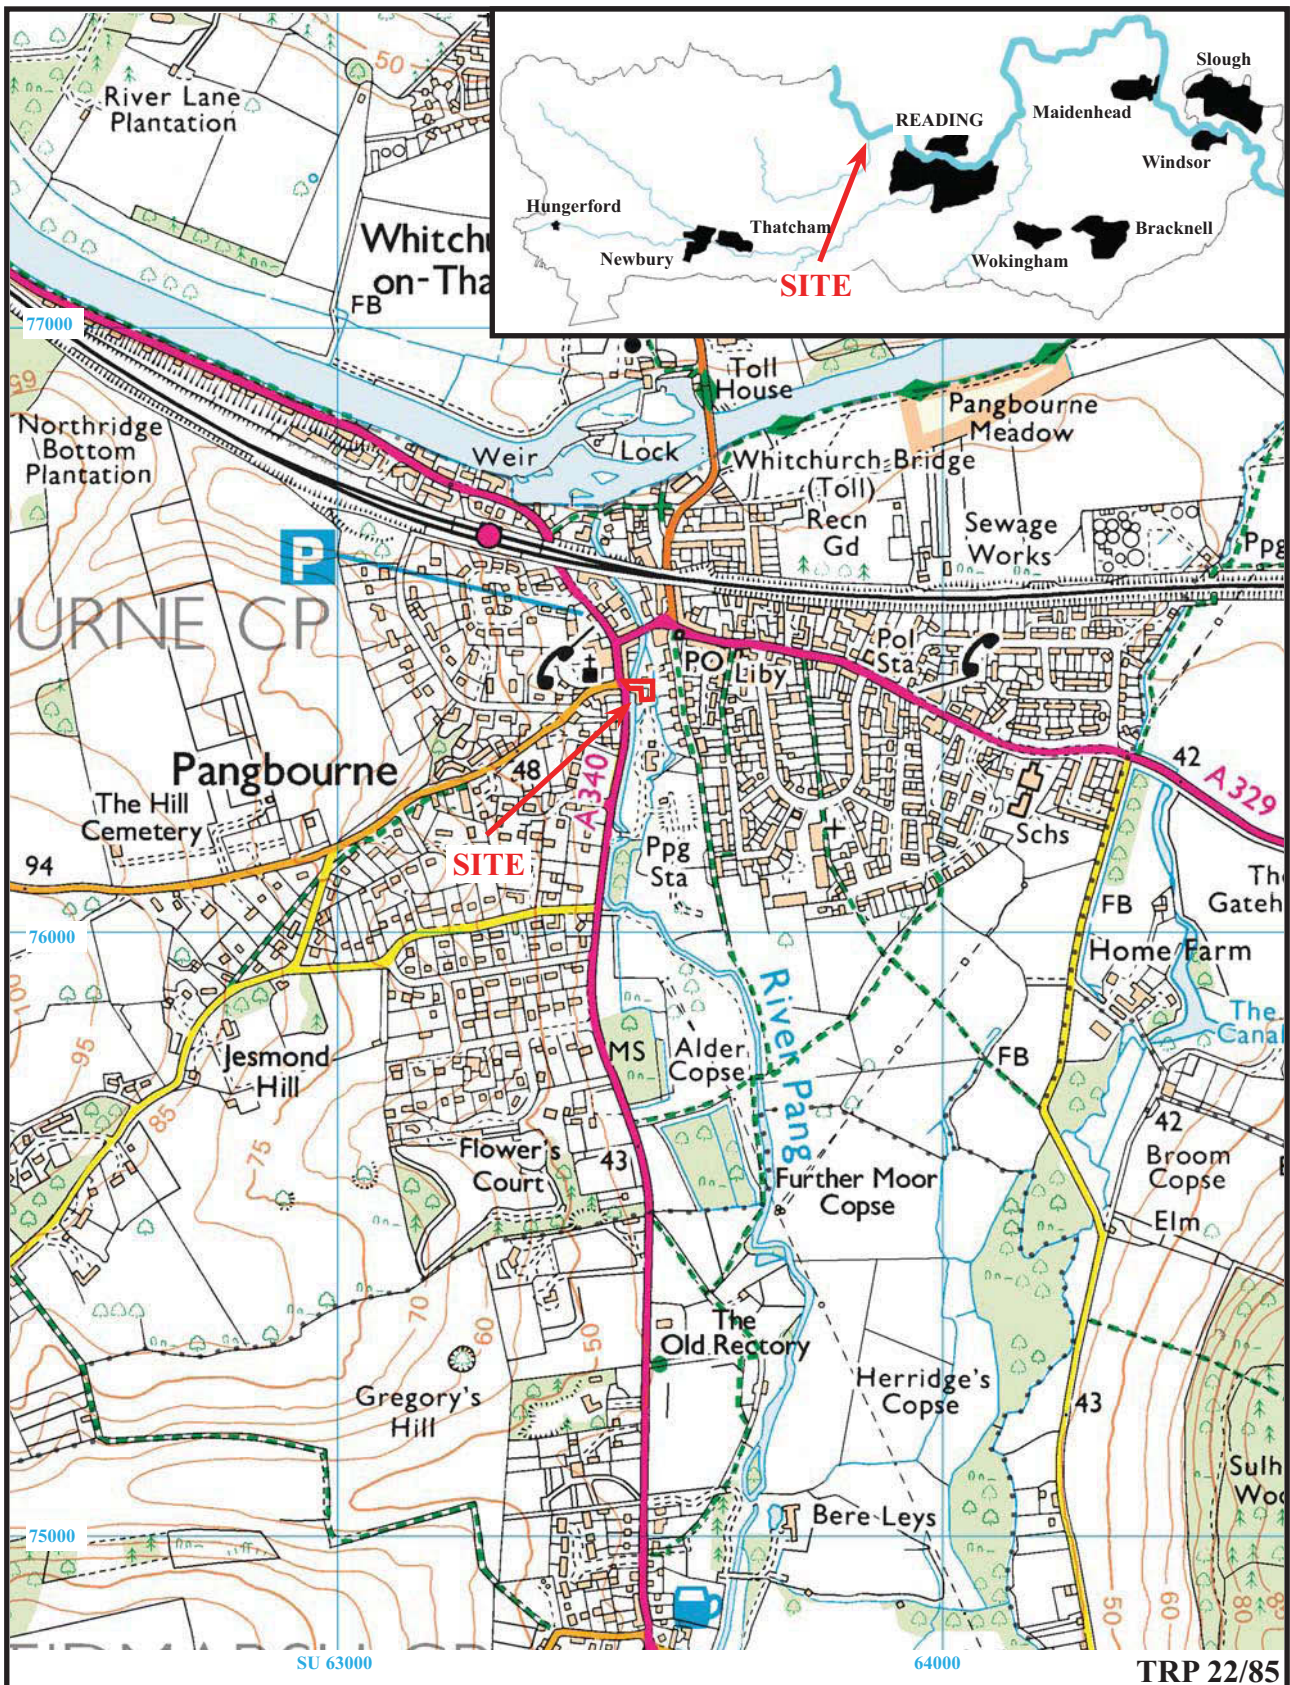 River Lane
Plantation
50
Whitchu
on-Tha
FB
77000
65
Slough
Maidenhead
READING
Windsor
Hungerford
Thatcham
Bracknell
Newbury
Wokingham
SITE
Toll
House
Pangbourne
Meadow
Northridge
Bottom
Plantation
Weir
Lock
Whitchurch Bridge
(Toll)
Recn
Gd
Sewage
Works
Ppg
P
URNE CP
Pol
Sta
PO
Liby
Pangbourne
48
A 340
42
A 329
The Hill
Cemetery
Schs
SITE
Ppg
Sta
94
FB
The
Gateh
76000
Home Farm
River Pang
100
95
The
Canal
Jesmond
Hill
MS
Alder
Copse
FB
85
75
42
Broom
Copse
Flower's
Court
43
Further Moor
Copse
Elm
70
60
50
The
Old Rectory
Gregory's
Hill
Herridge's
Copse
43
Sulh
Woo
Bere Leys
75000
50
60
80
SU 63000
64000
TRP 22/85